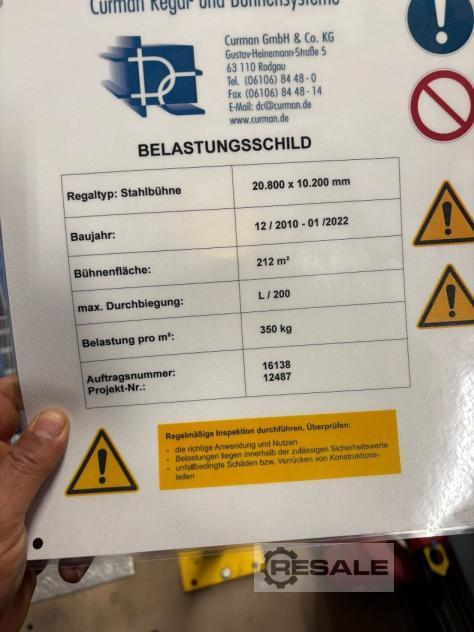 Curman Regal- und Bühnensysteme
Curman GmbH & Co. KG
Gustav-Heinemann-Straße 5
63 110 Rodgau
Tel. (06106) 84 48 - 0
Fax (06106) 84 48 - 14
E-Mail: dc@curman.de
www.curman.de
BELASTUNGSSCHILD
Regaltyp: Stahlbühne 20.800 x 10.200 mm
Baujahr: 12 / 2010 - 01 /2022
Bühnenfläche: 212 m²
max. Durchbiegung: L / 200
Belastung pro m²: 350 kg
Auftragsnummer: 16138
Projekt-Nr.: 12487
Regelmäßige Inspektion durchführen. Überprüfen:
- die richtige Anwendung und Nutzen
- Belastungen liegen innerhalb der zulässigen Sicherheitswerte
- unfallbedingte Schäden bzw. Verrücken von Konstruktions-
teilen
RESALE